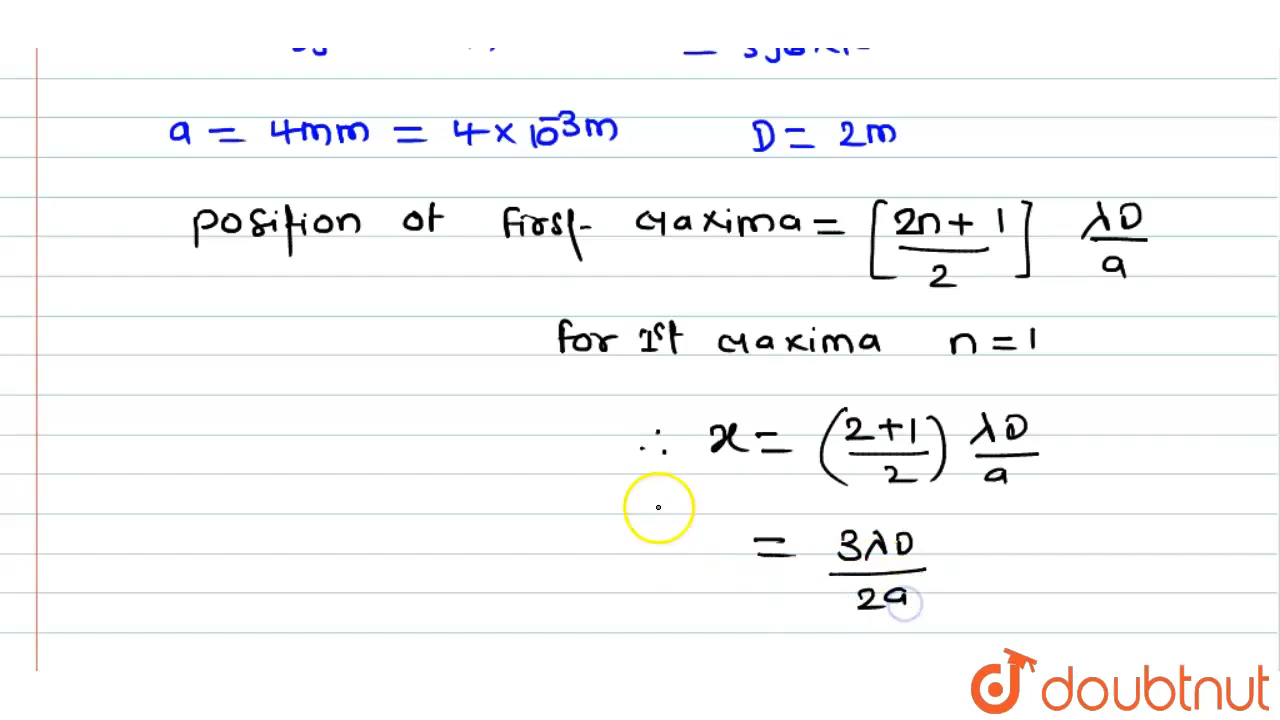 a = 4mm = 4 × 10⁻³m D = 2m
Position of First Maxima = [2n + 1 / 2] λD / a
for 1st Maxima n = 1
∴ x = (2+1 / 2) λD / a
= 3λD / 2a
doubtnut